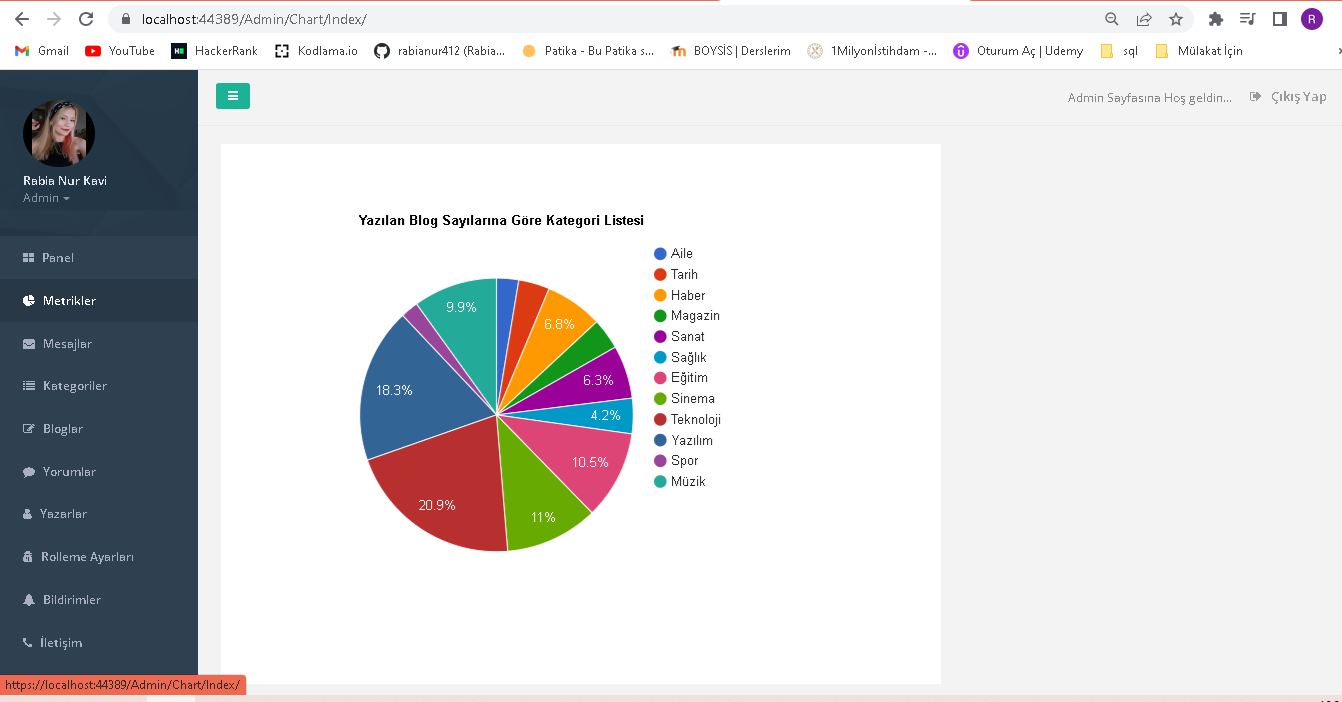 localhost:44389/Admin/Chart/Index/
R
Gmail
YouTube
HackerRank
Kodlama.io
rabianur412 (Rabia...
Patika - Bu Patika s...
BOYSİS | Derslerim
1Milyonİstihdam -...
Oturum Aç | Udemy
sql
Mülakat İçin
Admin Sayfasına Hoş geldin...
Çıkış Yap
Rabia Nur Kavi
Admin
Panel
Metrikler
Mesajlar
Kategoriler
Bloglar
Yorumlar
Yazarlar
Rolleme Ayarları
Bildirimler
İletişim
https://localhost:44389/Admin/Chart/Index/
Yazılan Blog Sayılarına Göre Kategori Listesi
9.9%
6.8%
6.3%
4.2%
10.5%
11%
20.9%
18.3%
Aile
Tarih
Haber
Magazin
Sanat
Sağlık
Eğitim
Sinema
Teknoloji
Yazılım
Spor
Müzik